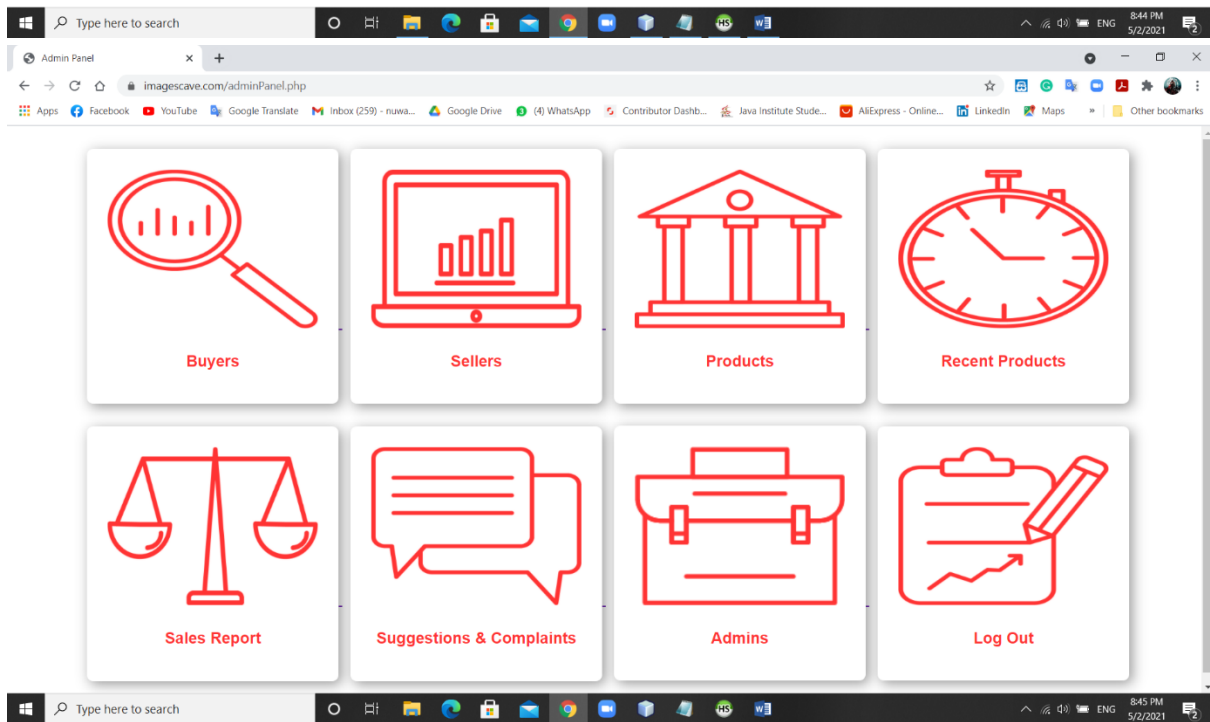 Type here to search
ENG
8:44 PM
5/2/2021
2
Admin Panel
imagescave.com/adminPanel.php
Apps Facebook YouTube Google Translate Inbox (259) - nuwa... Google Drive (4) WhatsApp Contributor Dashb... Java Institute Stude... AliExpress - Online... LinkedIn Maps » Other bookmarks
Buyers Sellers Products Recent Products
Sales Report Suggestions & Complaints Admins Log Out
Type here to search
ENG
8:45 PM
5/2/2021
2